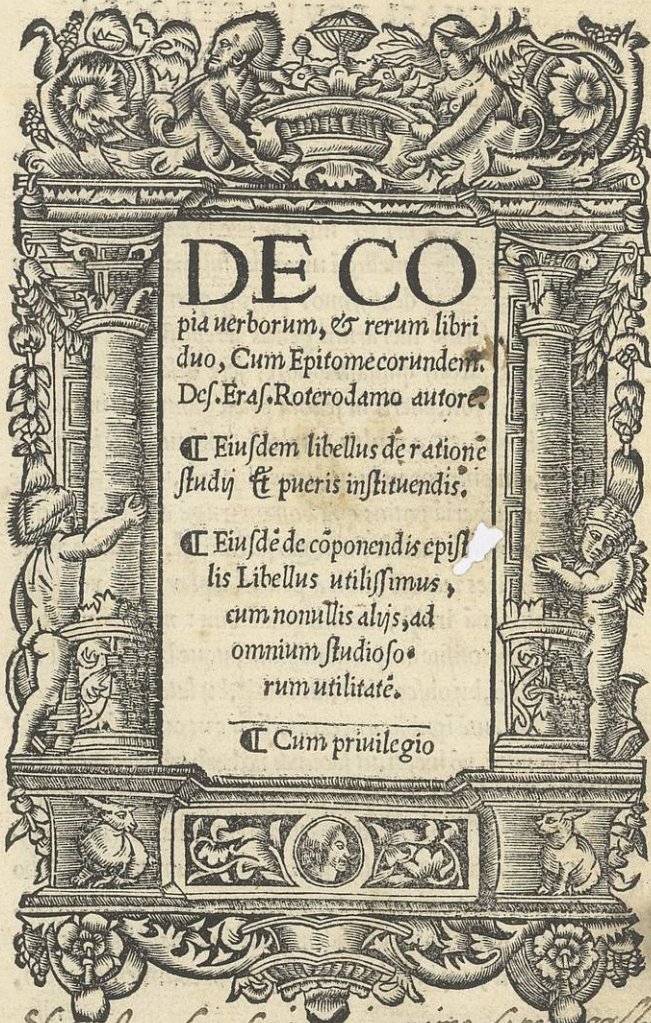 DE CO
pia uerborum, & rerum libri
duo, Cum Epitome eorundem.
Des. Eras. Roterodamo autore.
¶ Eiusdem libellus de ratione
studij & pueris instituendis.
¶ Eiusdē de cōponendis
lis Libellus utilissimus,
cum nonullis alijs, ad
omnium studioso-
rum utilitatē.
¶ Cum priuilegio